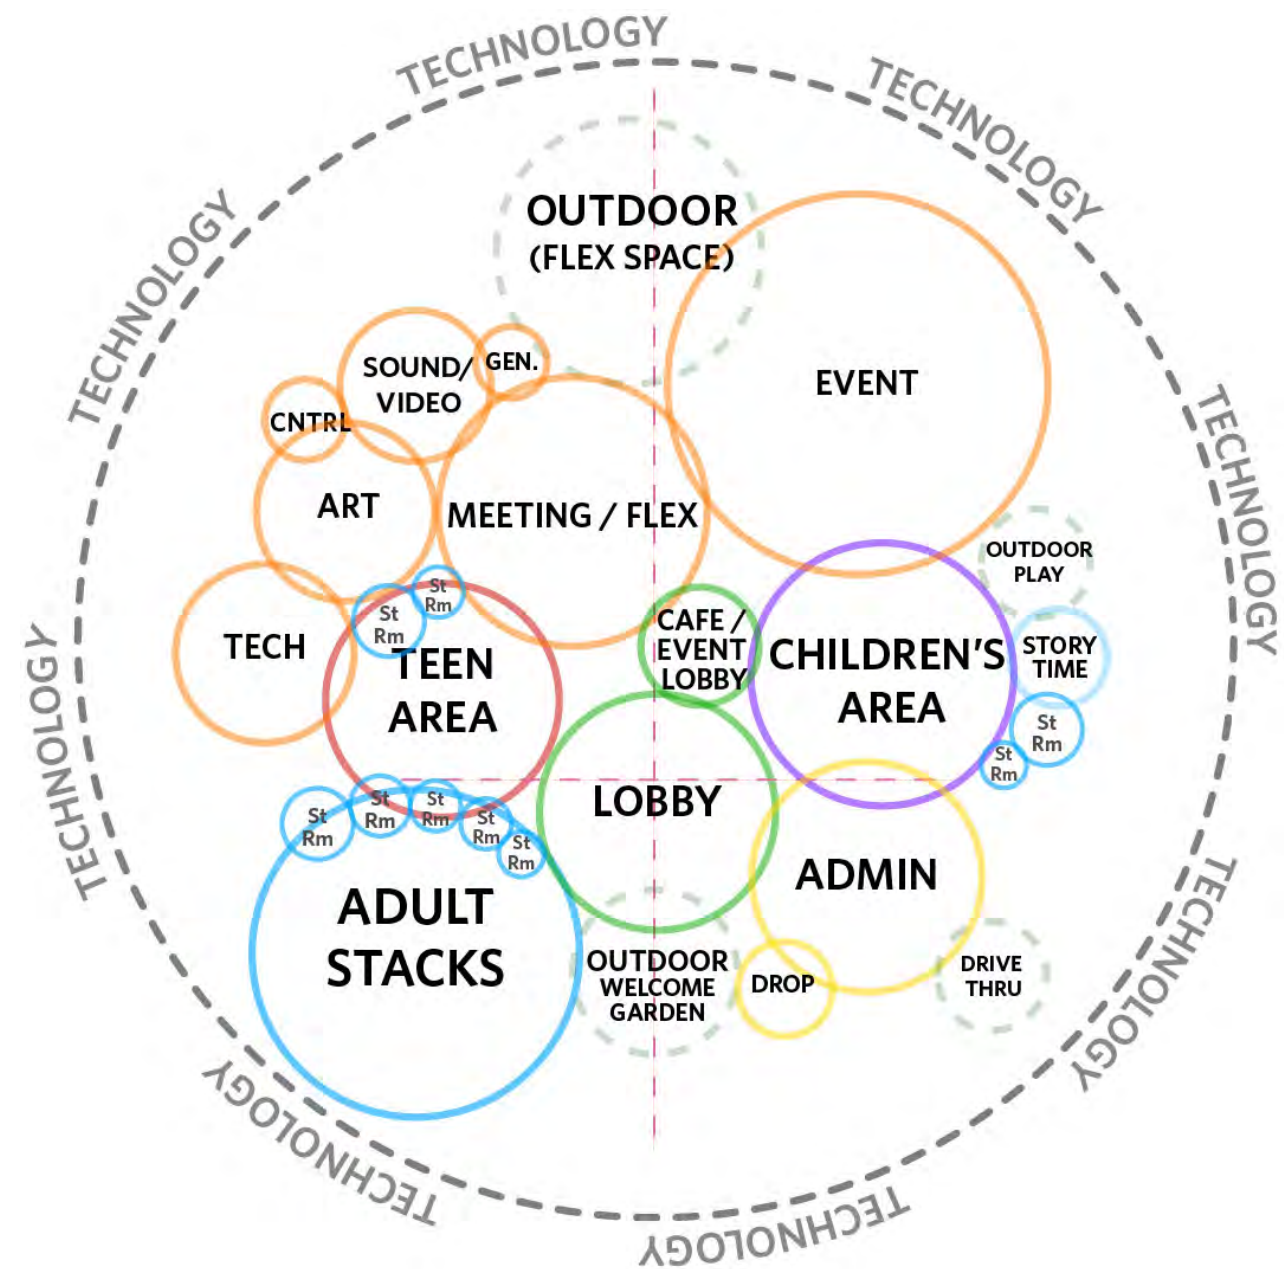 TECHNOLOGY
TECHNOLOGY
TECHNOLOGY
TECHNOLOGY
TECHNOLOGY
TECHNOLOGY
TECHNOLOGY
TECHNOLOGY
OUTDOOR
(FLEX SPACE)
EVENT
SOUND/
VIDEO
GEN.
CNTRL
ART
MEETING / FLEX
OUTDOOR
PLAY
TECH
St
Rm
St
Rm
TEEN
AREA
CAFE /
EVENT
LOBBY
CHILDREN'S
AREA
STORY
TIME
St
Rm
St
Rm
LOBBY
St
Rm
St
Rm
St
Rm
St
Rm
St
Rm
ADMIN
ADULT
STACKS
OUTDOOR
WELCOME
GARDEN
DROP
DRIVE
THRU